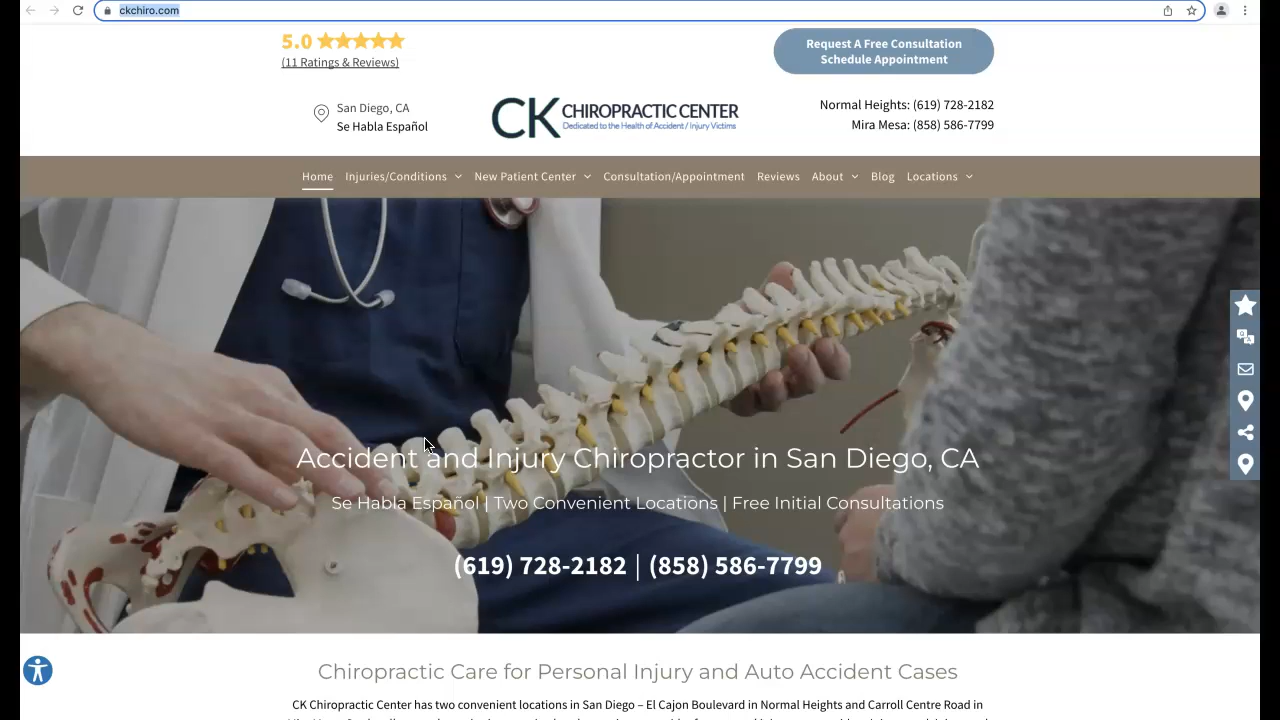 ckchiro.com
5.0
(11 Ratings & Reviews)
Request A Free Consultation
Schedule Appointment
San Diego, CA
Se Habla Español
CK CHIROPRACTIC CENTER
Dedicated to the Health of Accident / Injury Victims
Normal Heights: (619) 728-2182
Mira Mesa: (858) 586-7799
Home Injuries/Conditions New Patient Center Consultation/Appointment Reviews About Blog Locations
Accident and Injury Chiropractor in San Diego, CA
Se Habla Español | Two Convenient Locations | Free Initial Consultations
(619) 728-2182 | (858) 586-7799
Chiropractic Care for Personal Injury and Auto Accident Cases
CK Chiropractic Center has two convenient locations in San Diego – El Cajon Boulevard in Normal Heights and Carroll Centre Road in